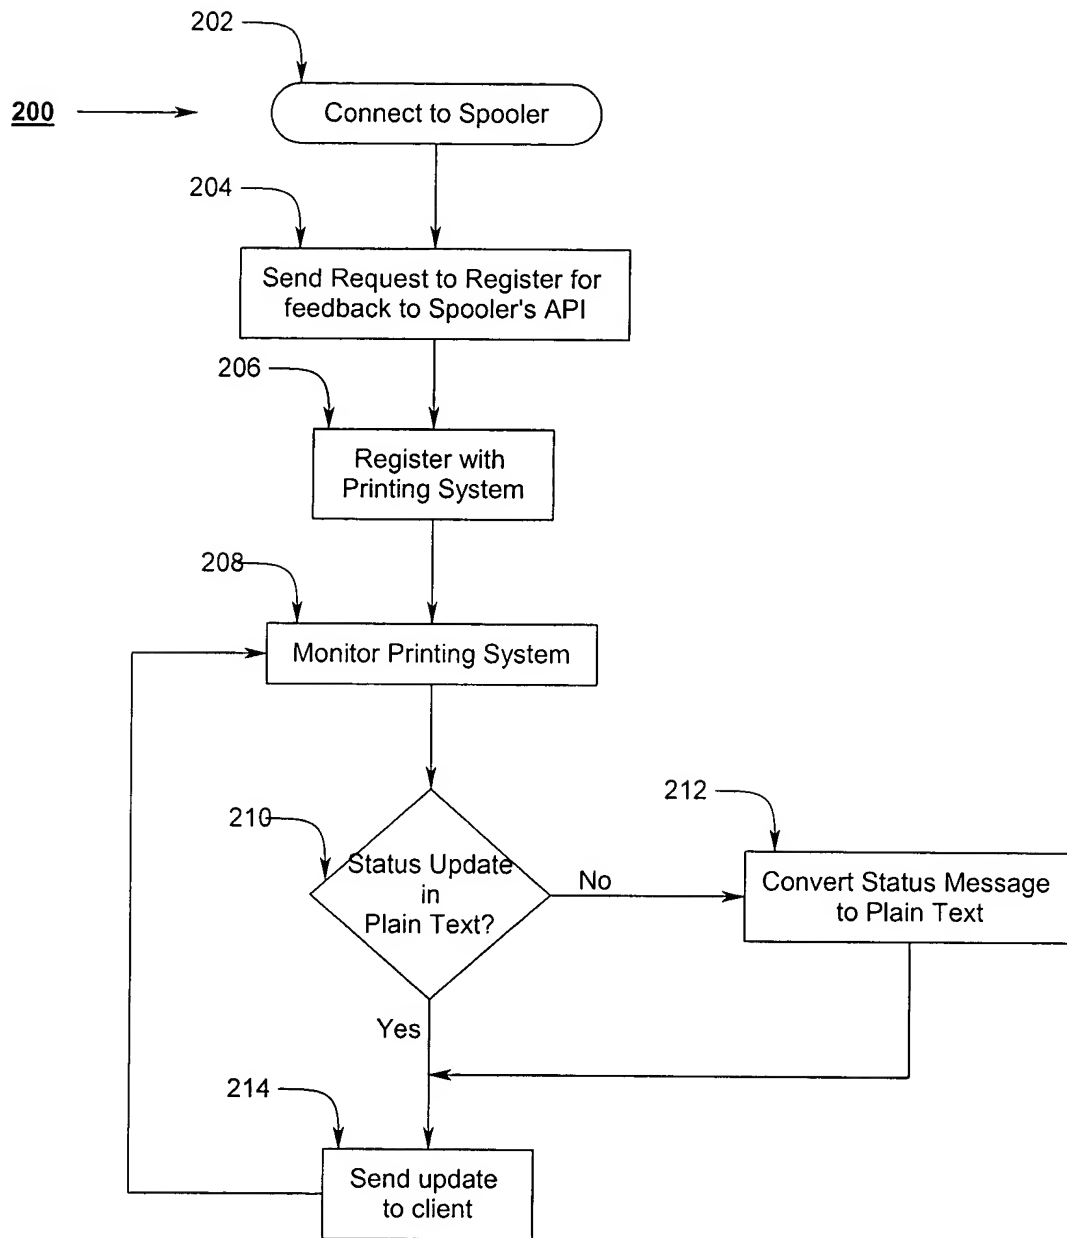 202
200
Connect to Spooler
204
Send Request to Register for
feedback to Spooler's API
206
Register with
Printing System
208
Monitor Printing System
210
Status Update
in
Plain Text?
No
212
Convert Status Message
to Plain Text
Yes
214
Send update
to client